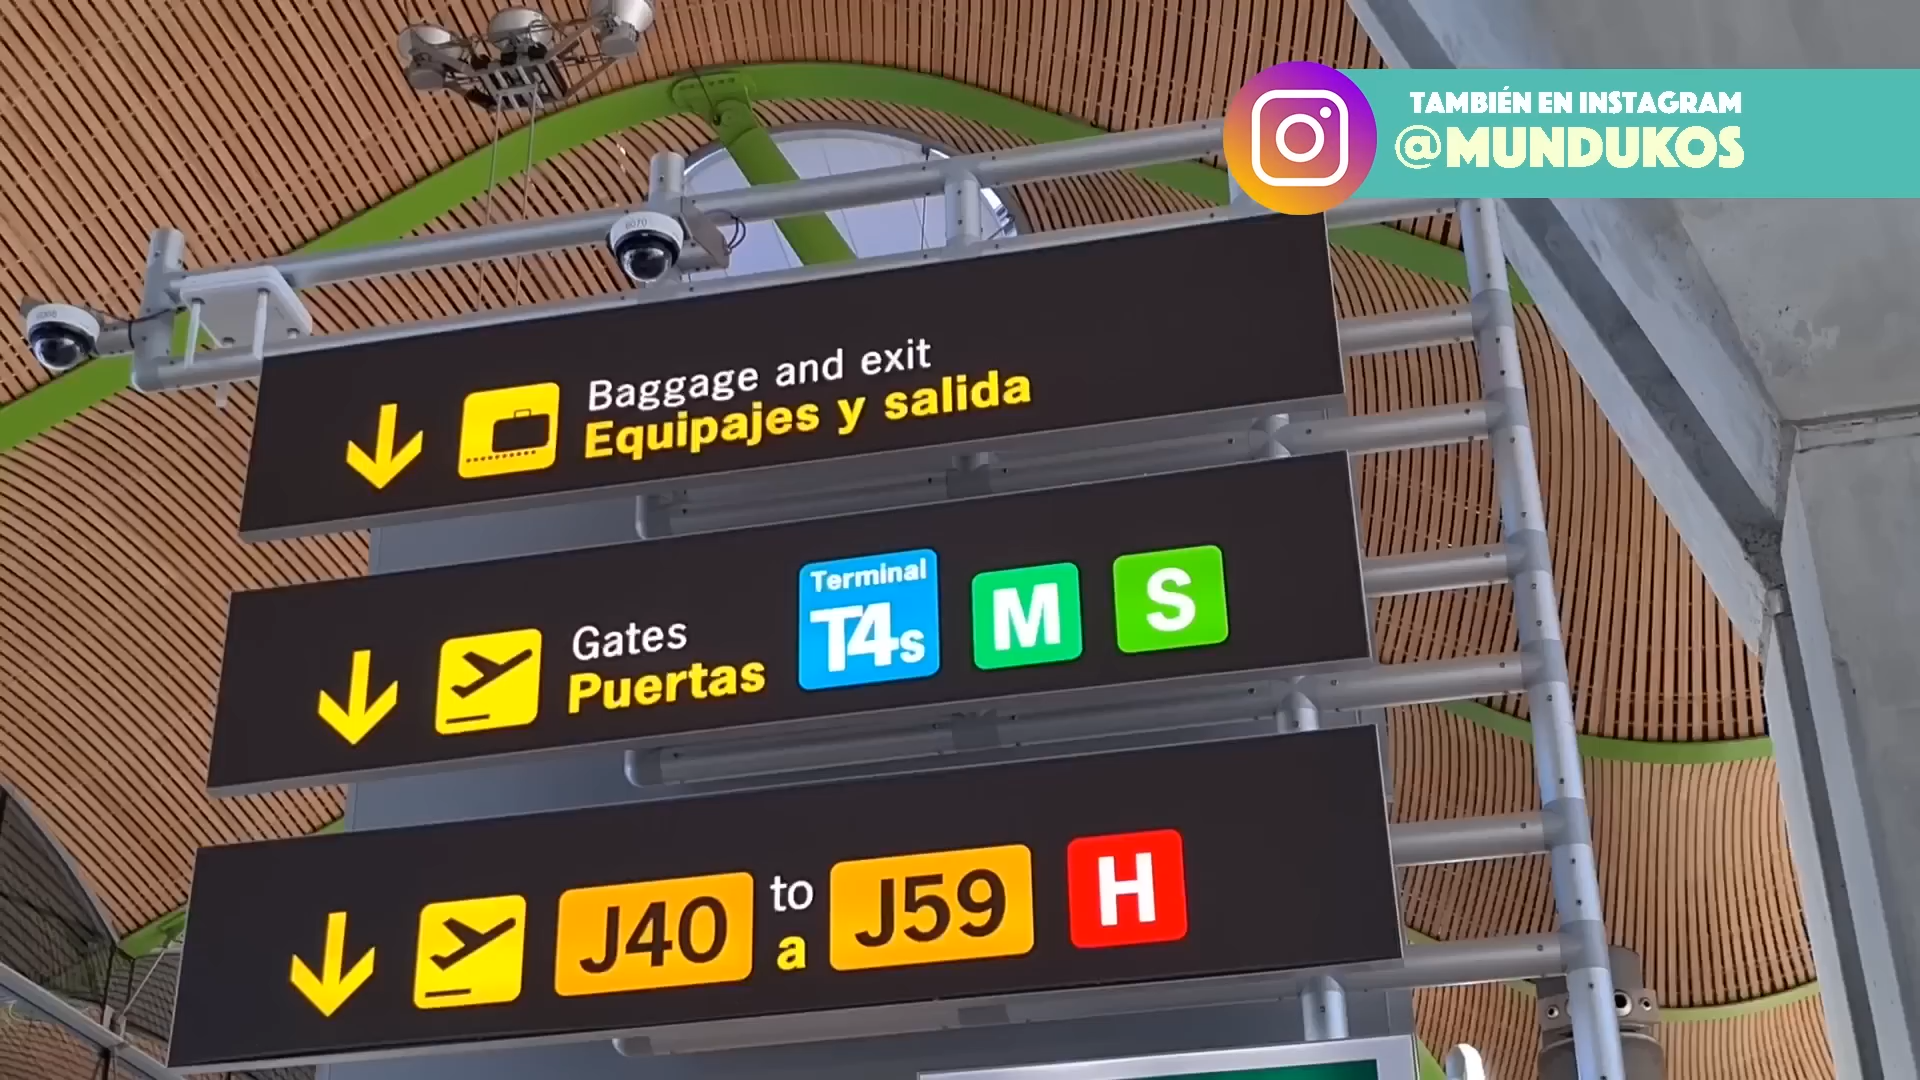 TAMBIÉN EN INSTAGRAM
@MUNDUKOS
Baggage and exit
Equipajes y salida
Gates
Puertas
Terminal
T4s
M
S
J40
to
a
J59
H